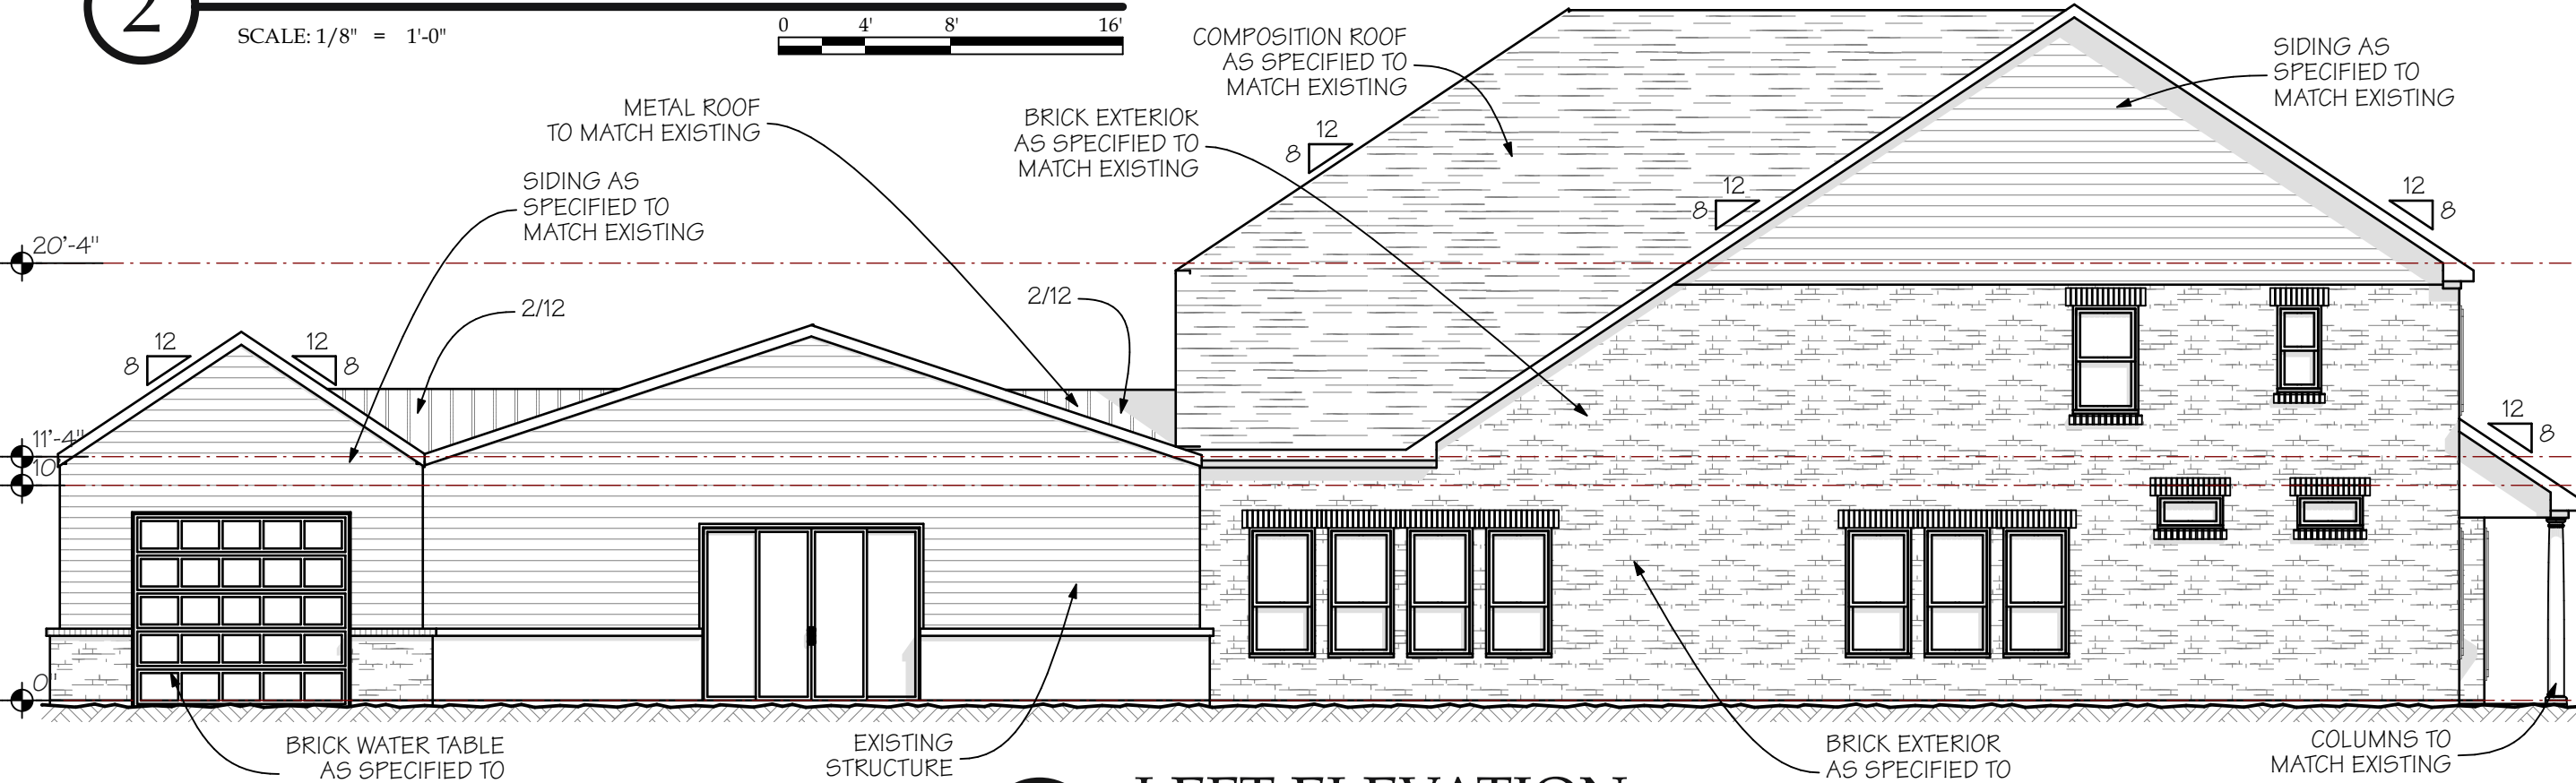 2
SCALE: 1/8" = 1'-0"
0 4' 8' 16'
COMPOSITION ROOF
AS SPECIFIED TO
MATCH EXISTING
SIDING AS
SPECIFIED TO
MATCH EXISTING
METAL ROOF
TO MATCH EXISTING
BRICK EXTERIOR
AS SPECIFIED TO
MATCH EXISTING
12
8
SIDING AS
SPECIFIED TO
MATCH EXISTING
12
8
12
8
20'-4"
2/12
2/12
12
8
12
8
12
8
11'-4"
10'
0"
BRICK WATER TABLE
AS SPECIFIED TO
EXISTING
STRUCTURE
BRICK EXTERIOR
AS SPECIFIED TO
COLUMNS TO
MATCH EXISTING
LEFT ELEVATION